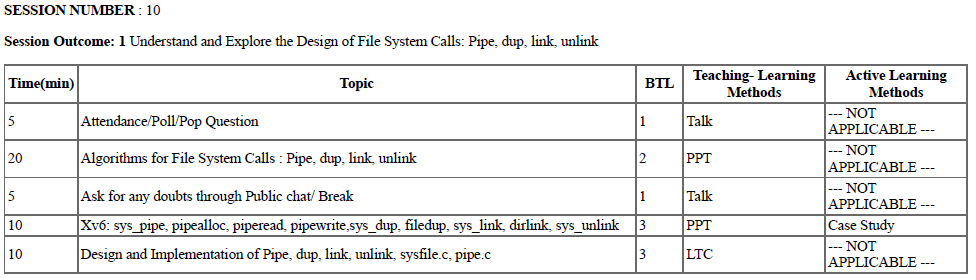 SESSION NUMBER : 10
Session Outcome: 1 Understand and Explore the Design of File System Calls: Pipe, dup, link, unlink
Time(min) Topic BTL Teaching- Learning Methods Active Learning Methods
5 Attendance/Poll/Pop Question 1 Talk --- NOT APPLICABLE ---
20 Algorithms for File System Calls : Pipe, dup, link, unlink 2 PPT --- NOT APPLICABLE ---
5 Ask for any doubts through Public chat/ Break 1 Talk --- NOT APPLICABLE ---
10 Xv6: sys_pipe, pipealloc, piperead, pipewrite,sys_dup, filedup, sys_link, dirlink, sys_unlink 3 PPT Case Study
10 Design and Implementation of Pipe, dup, link, unlink, sysfile.c, pipe.c 3 LTC --- NOT APPLICABLE ---